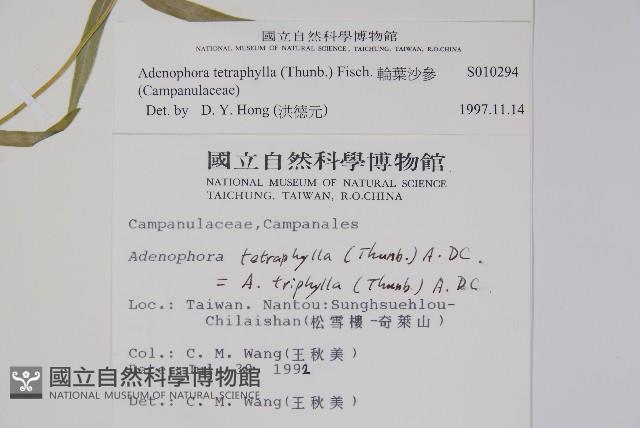 國立自然科學博物館
NATIONAL MUSEUM OF NATURAL SCIENCE, TAICHUNG, TAIWAN, R.O.CHINA
Adenophora tetraphylla (Thunb.) Fisch. 輪葉沙參 S010294
(Campanulaceae)
Det. by D. Y. Hong (洪德元) 1997.11.14
國立自然科學博物館
NATIONAL MUSEUM OF NATURAL SCIENCE
TAICHUNG, TAIWAN, R.O.CHINA
Campanulaceae,Campanales
Adenophora tetraphylla (Thunb.) A. DC.
= A. triphylla (Thunb.) A. DC.
Loc.: Taiwan. Nantou:Sunghsuehlou-
Chilaishan(松雪樓-奇萊山)
Col.: C. M. Wang(王秋美)
1992
Det.: C. M. Wang(王秋美)
國立自然科學博物館
NATIONAL MUSEUM OF NATURAL SCIENCE